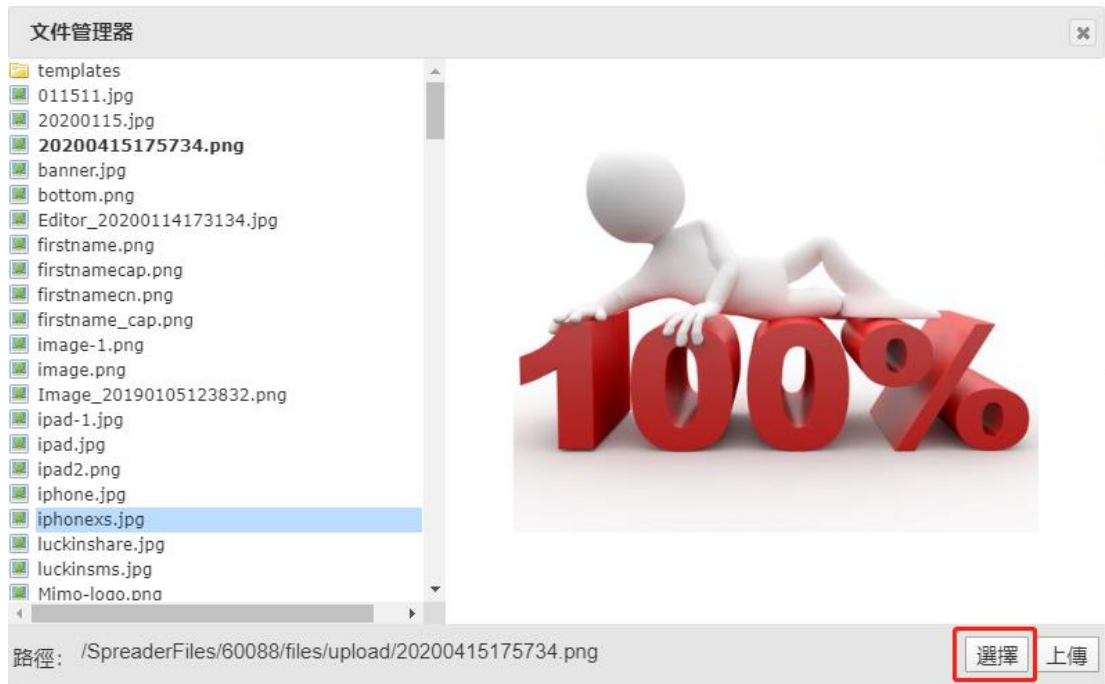 文件管理器
templates
011511.jpg
20200115.jpg
20200415175734.png
banner.jpg
bottom.png
Editor_20200114173134.jpg
firstname.png
firstnamecap.png
firstnamecn.png
firstname_cap.png
image-1.png
image.png
Image_20190105123832.png
ipad-1.jpg
ipad.jpg
ipad2.png
iphone.jpg
iphonexs.jpg
luckinshare.jpg
luckinsms.jpg
Mimo-logo.png
100%
路徑: /SpreaderFiles/60088/files/upload/20200415175734.png
選擇 上傳